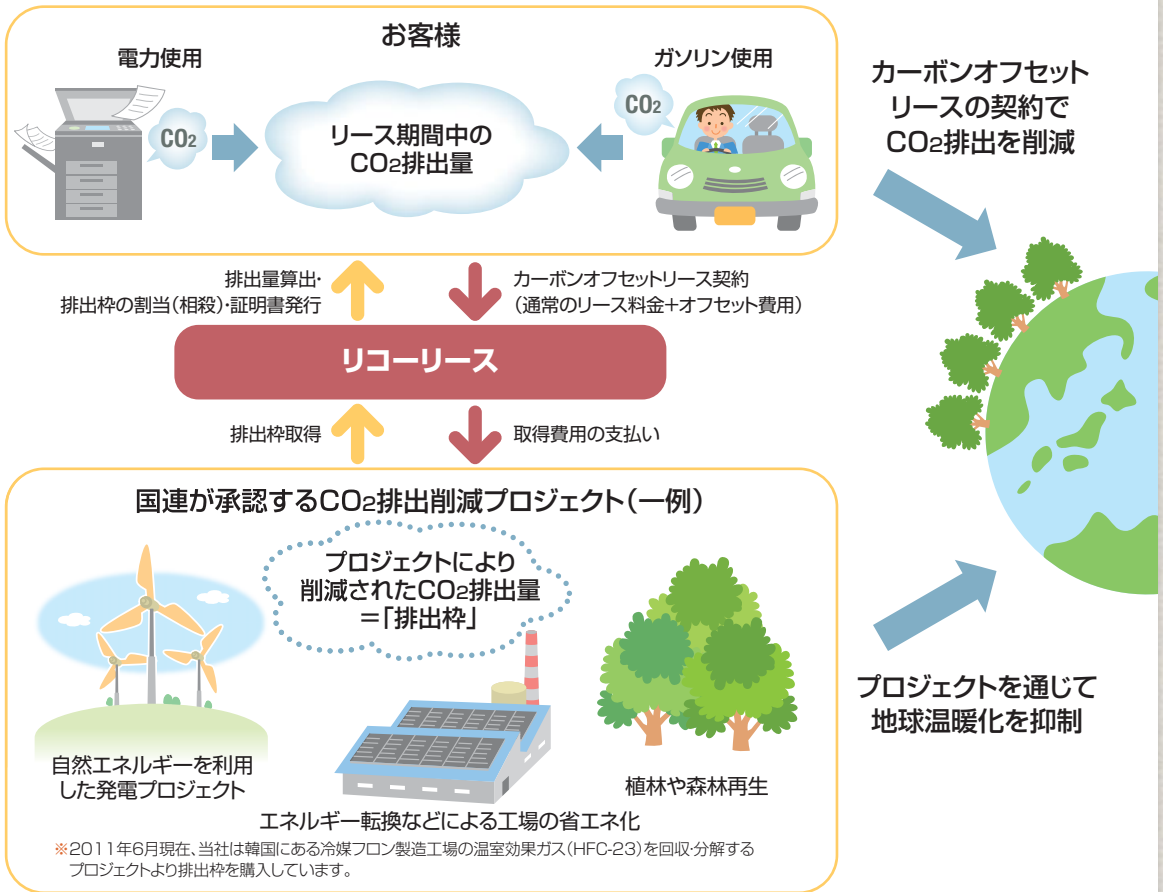 お客様
電力使用
CO2
リース期間中の
CO2排出量
ガソリン使用
CO2
カーボンオフセット
リースの契約で
CO2排出を削減
排出量算出・
排出枠の割当(相殺)・証明書発行
カーボンオフセットリース契約
(通常のリース料金+オフセット費用)
リコーリース
排出枠取得
取得費用の支払い
国連が承認するCO2排出削減プロジェクト(一例)
プロジェクトにより
削減されたCO2排出量
=「排出枠」
自然エネルギーを利用
した発電プロジェクト
エネルギー転換などによる工場の省エネ化
植林や森林再生
※2011年6月現在、当社は韓国にある冷媒フロン製造工場の温室効果ガス(HFC-23)を回収・分解する
プロジェクトより排出枠を購入しています。
プロジェクトを通じて
地球温暖化を抑制